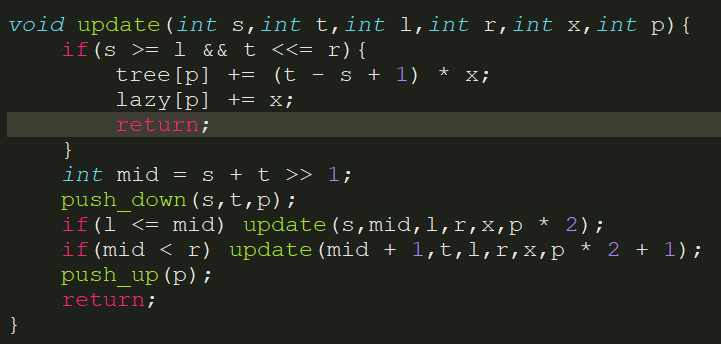 void update(int s,int t,int l,int r,int x,int p){
    if(s >= l && t <<= r){
        tree[p] += (t - s + 1) * x;
        lazy[p] += x;
        return;
    }
    int mid = s + t >> 1;
    push_down(s,t,p);
    if(l <= mid) update(s,mid,l,r,x,p * 2);
    if(mid < r) update(mid + 1,t,l,r,x,p * 2 + 1);
    push_up(p);
    return;
}